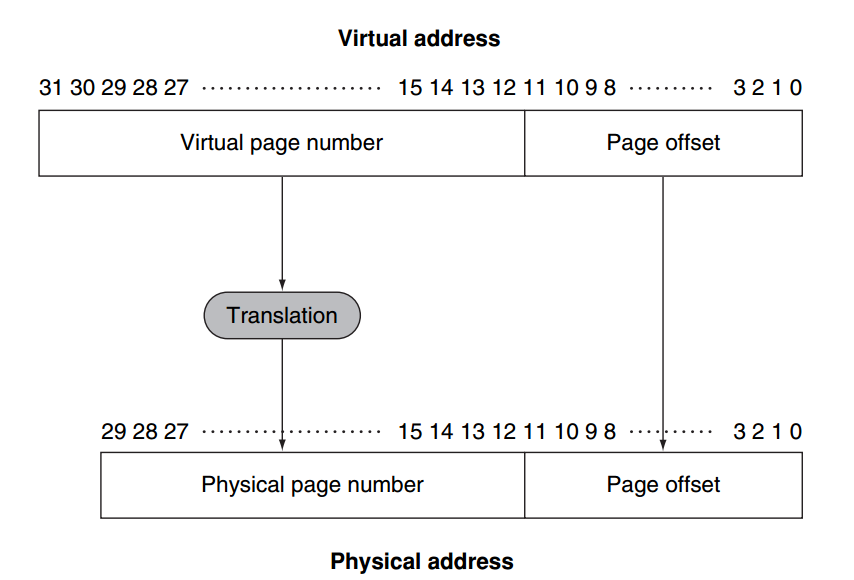 Virtual address
31 30 29 28 27 ····················· 15 14 13 12 11 10 9 8 ·········· 3 2 1 0
Virtual page number Page offset
Translation
29 28 27 ····················· 15 14 13 12 11 10 9 8 ·········· 3 2 1 0
Physical page number Page offset
Physical address